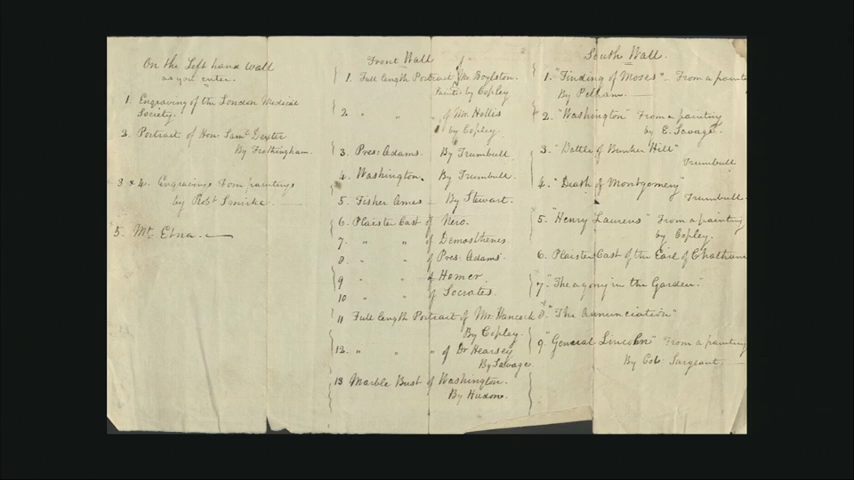 On the Left hand wall
as you enter.
1. Engraving of the London Medical
Society.
2. Portrait of Hon: Saml. Dexter
By Frothingham.
3 & 4. Engravings from paintings
by Robt.
5. Mt. Etna.
Front Wall
1. Full length Portrait of Mr. Boylston.
Painted by Copley
2. " " of Mr. Hollis
by Copley.
3. Pres: Adams. By Trumbull.
4. Washington. By Trumbull.
5. Fisher Ames — By Stewart.
6. Plaister Cast of Nero.
7. " " of Demosthenes
8. " " of Pres: Adams.
9 " " of Homer
10 " " of Socrates.
11 Full length Portrait of Mr. Hancock
By Copley.
12. " " " of Dr Hearsey
By Savage
13 Marble Bust of Washington.
By Hudon.
South Wall.
1. "Finding of Moses" — From a painte
By Pelham.
2. "Washington" From a painting
by E. Savage.
3. "Battle of Bunker Hill"
Trumbull
4. "Death of Montgomery"
Trumbull
5. "Henry Laurens" From a painting
by Copley.
6. Plaister Cast of the Earl of Chatham
7. "The agony in the Garden."
8. "The Annunciation"
9. "General Lincoln" From a painting
By Col: Sargeant.